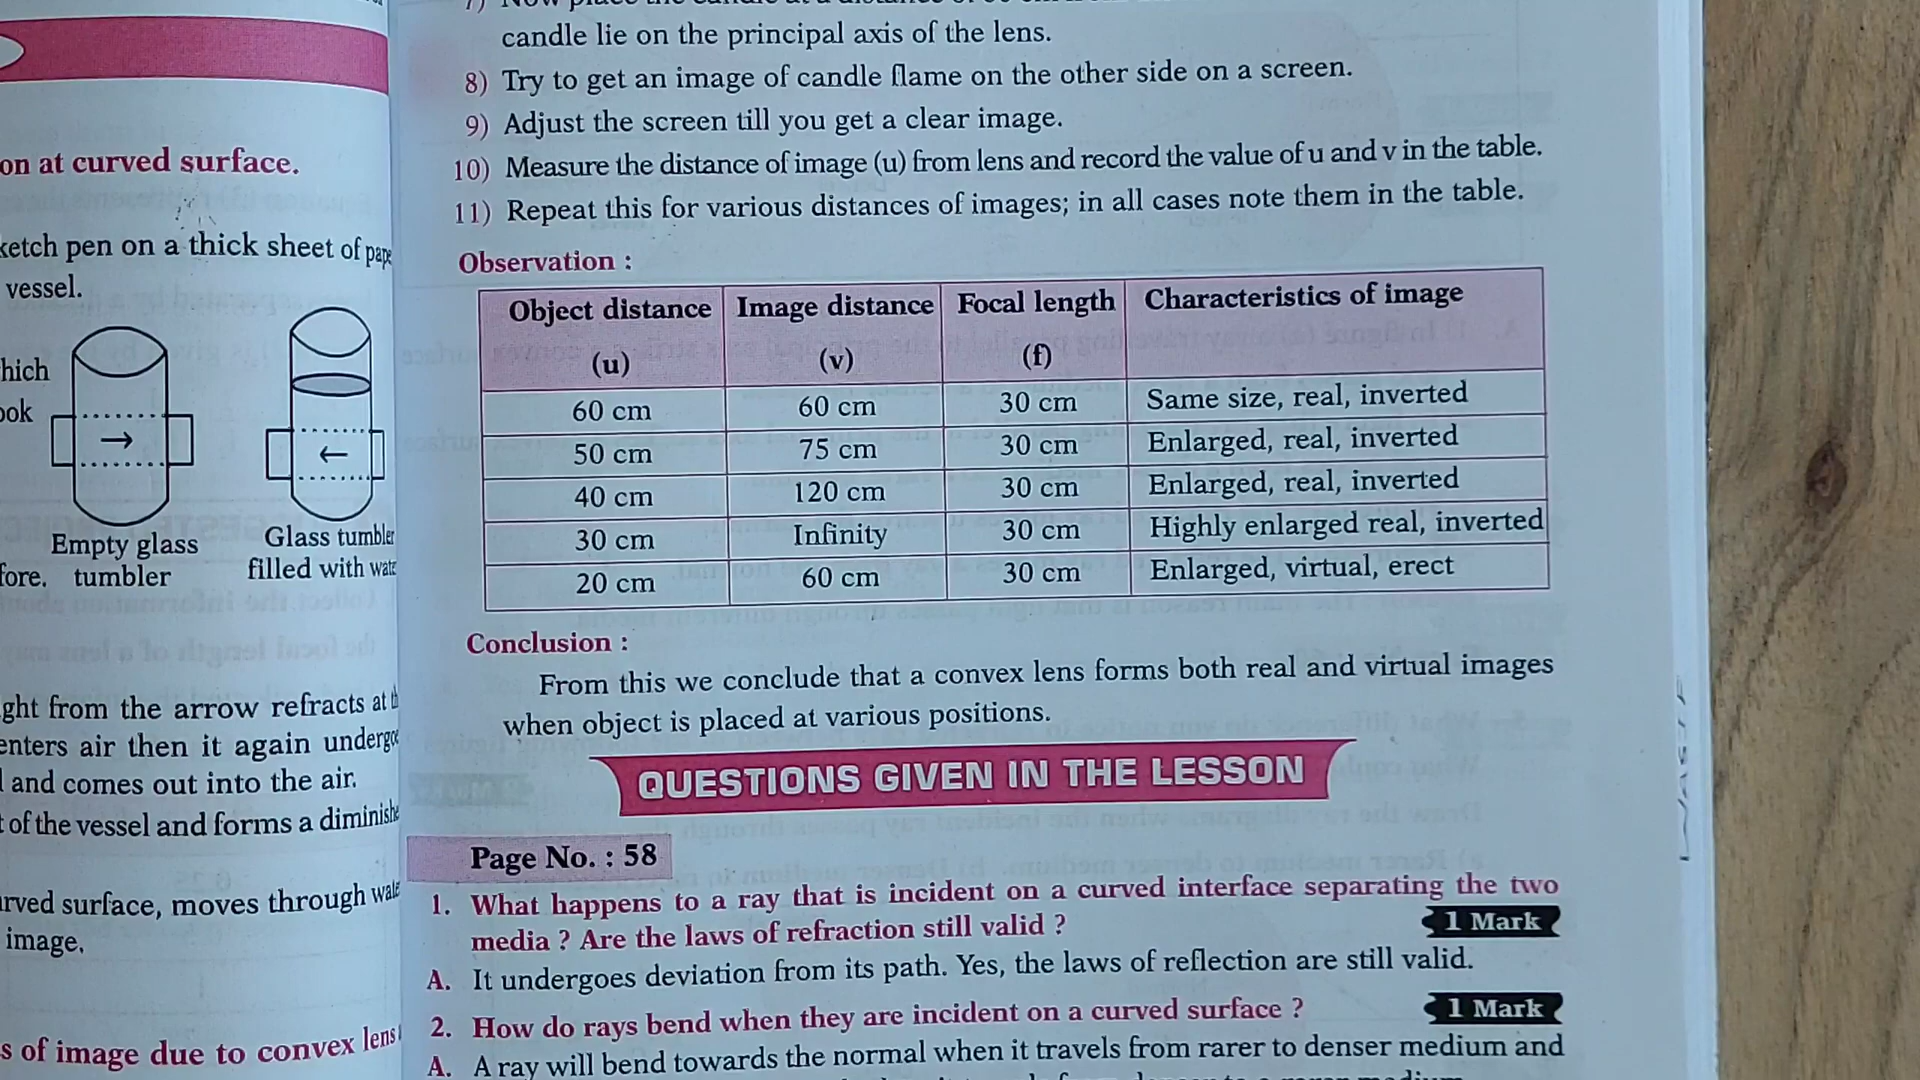 on at curved surface.
ketch pen on a thick sheet of
vessel.
hich
ook
Empty glass
tumbler
Glass tumbler
filled with
fore.
ght from the arrow refracts at
enters air then it again
and comes out into the air.
of the vessel and forms a
urved surface, moves through
image.
s of image due to convex lens
candle lie on the principal axis of the lens.
8) Try to get an image of candle flame on the other side on a screen.
9) Adjust the screen till you get a clear image.
10) Measure the distance of image (u) from lens and record the value of u and v in the table.
11) Repeat this for various distances of images; in all cases note them in the table.
Observation :
Object distance (u) Image distance (v) Focal length (f) Characteristics of image
60 cm 60 cm 30 cm Same size, real, inverted
50 cm 75 cm 30 cm Enlarged, real, inverted
40 cm 120 cm 30 cm Enlarged, real, inverted
30 cm Infinity 30 cm Highly enlarged real, inverted
20 cm 60 cm 30 cm Enlarged, virtual, erect
Conclusion :
From this we conclude that a convex lens forms both real and virtual images
when object is placed at various positions.
QUESTIONS GIVEN IN THE LESSON
Page No. : 58
1. What happens to a ray that is incident on a curved interface separating the two
media ? Are the laws of refraction still valid ? 1 Mark
A. It undergoes deviation from its path. Yes, the laws of reflection are still valid.
2. How do rays bend when they are incident on a curved surface ? 1 Mark
A. A ray will bend towards the normal when it travels from rarer to denser medium and